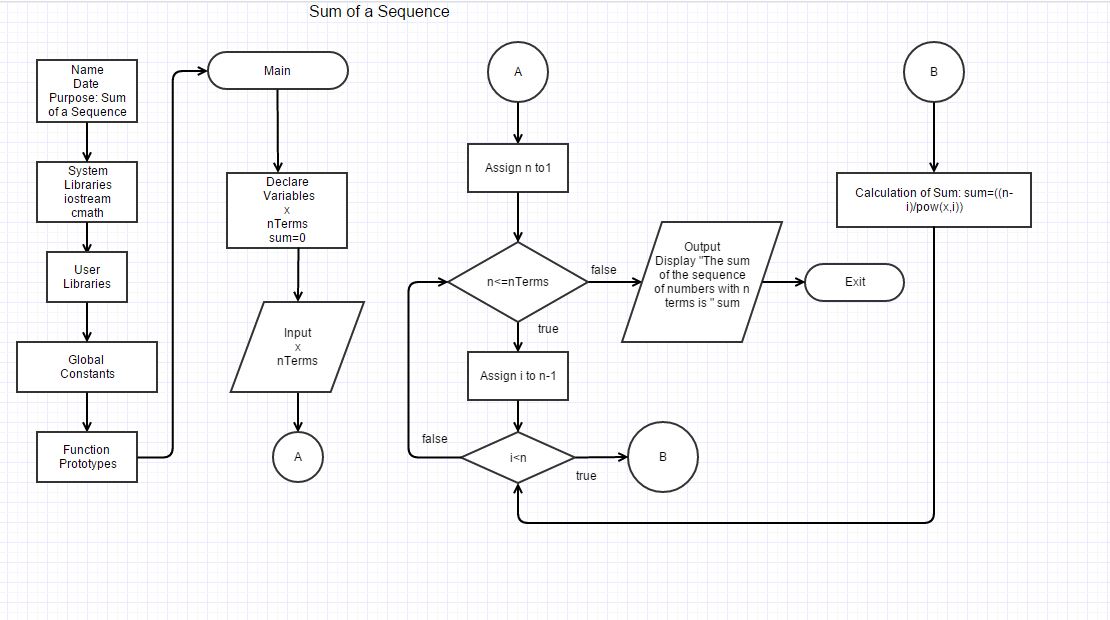 Sum of a Sequence
Name
Date
Purpose: Sum
of a Sequence
System
Libraries
iostream
cmath
User
Libraries
Global
Constants
Function
Prototypes
Main
Declare
Variables
x
nTerms
sum=0
Input
x
nTerms
A
A
Assign n to1
n<=nTerms
false
true
Assign i to n-1
i<n
false
true
B
Output
Display "The sum
of the sequence
of numbers with n
terms is " sum
Exit
B
Calculation of Sum: sum=((n-
i)/pow(x,i))